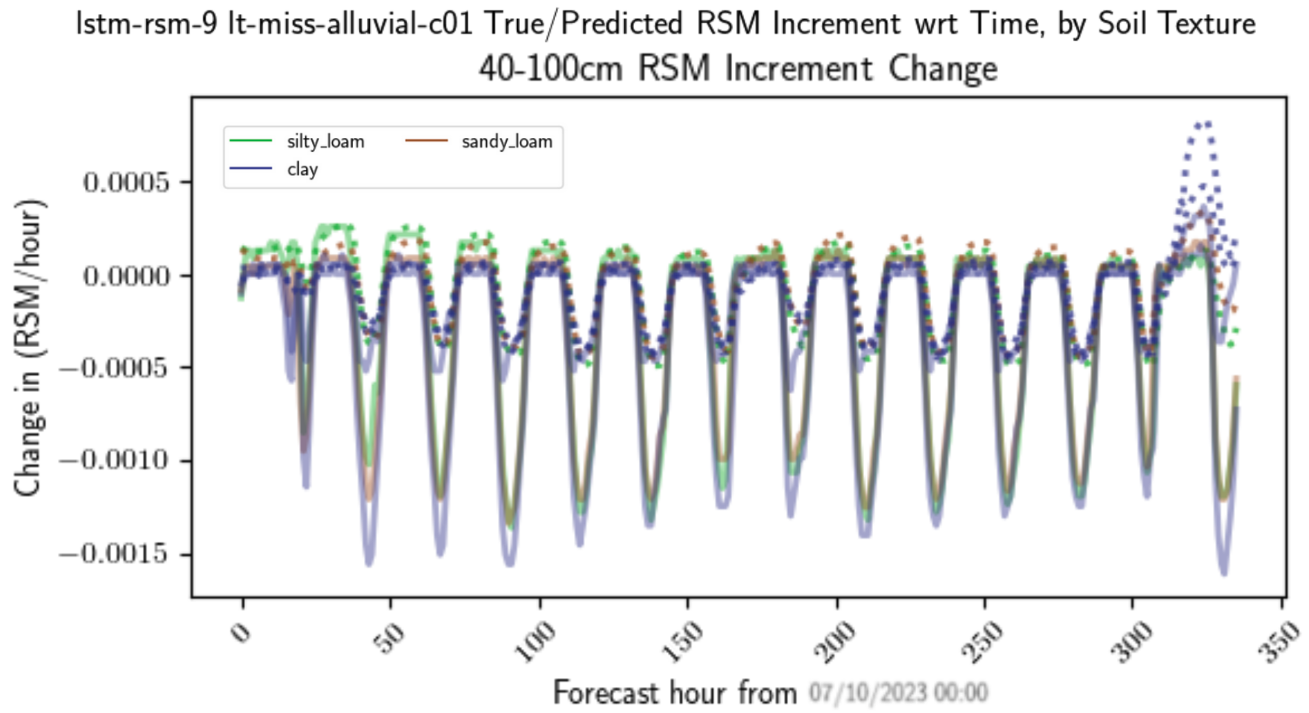 lstm-rsm-9 lt-miss-alluvial-c01 True/Predicted RSM Increment wrt Time, by Soil Texture
40-100cm RSM Increment Change
silty_loam sandy_loam
clay
Change in (RSM/hour)
0.0005
0.0000
−0.0005
−0.0010
−0.0015
0 50 100 150 200 250 300 350
Forecast hour from 07/10/2023 00:00